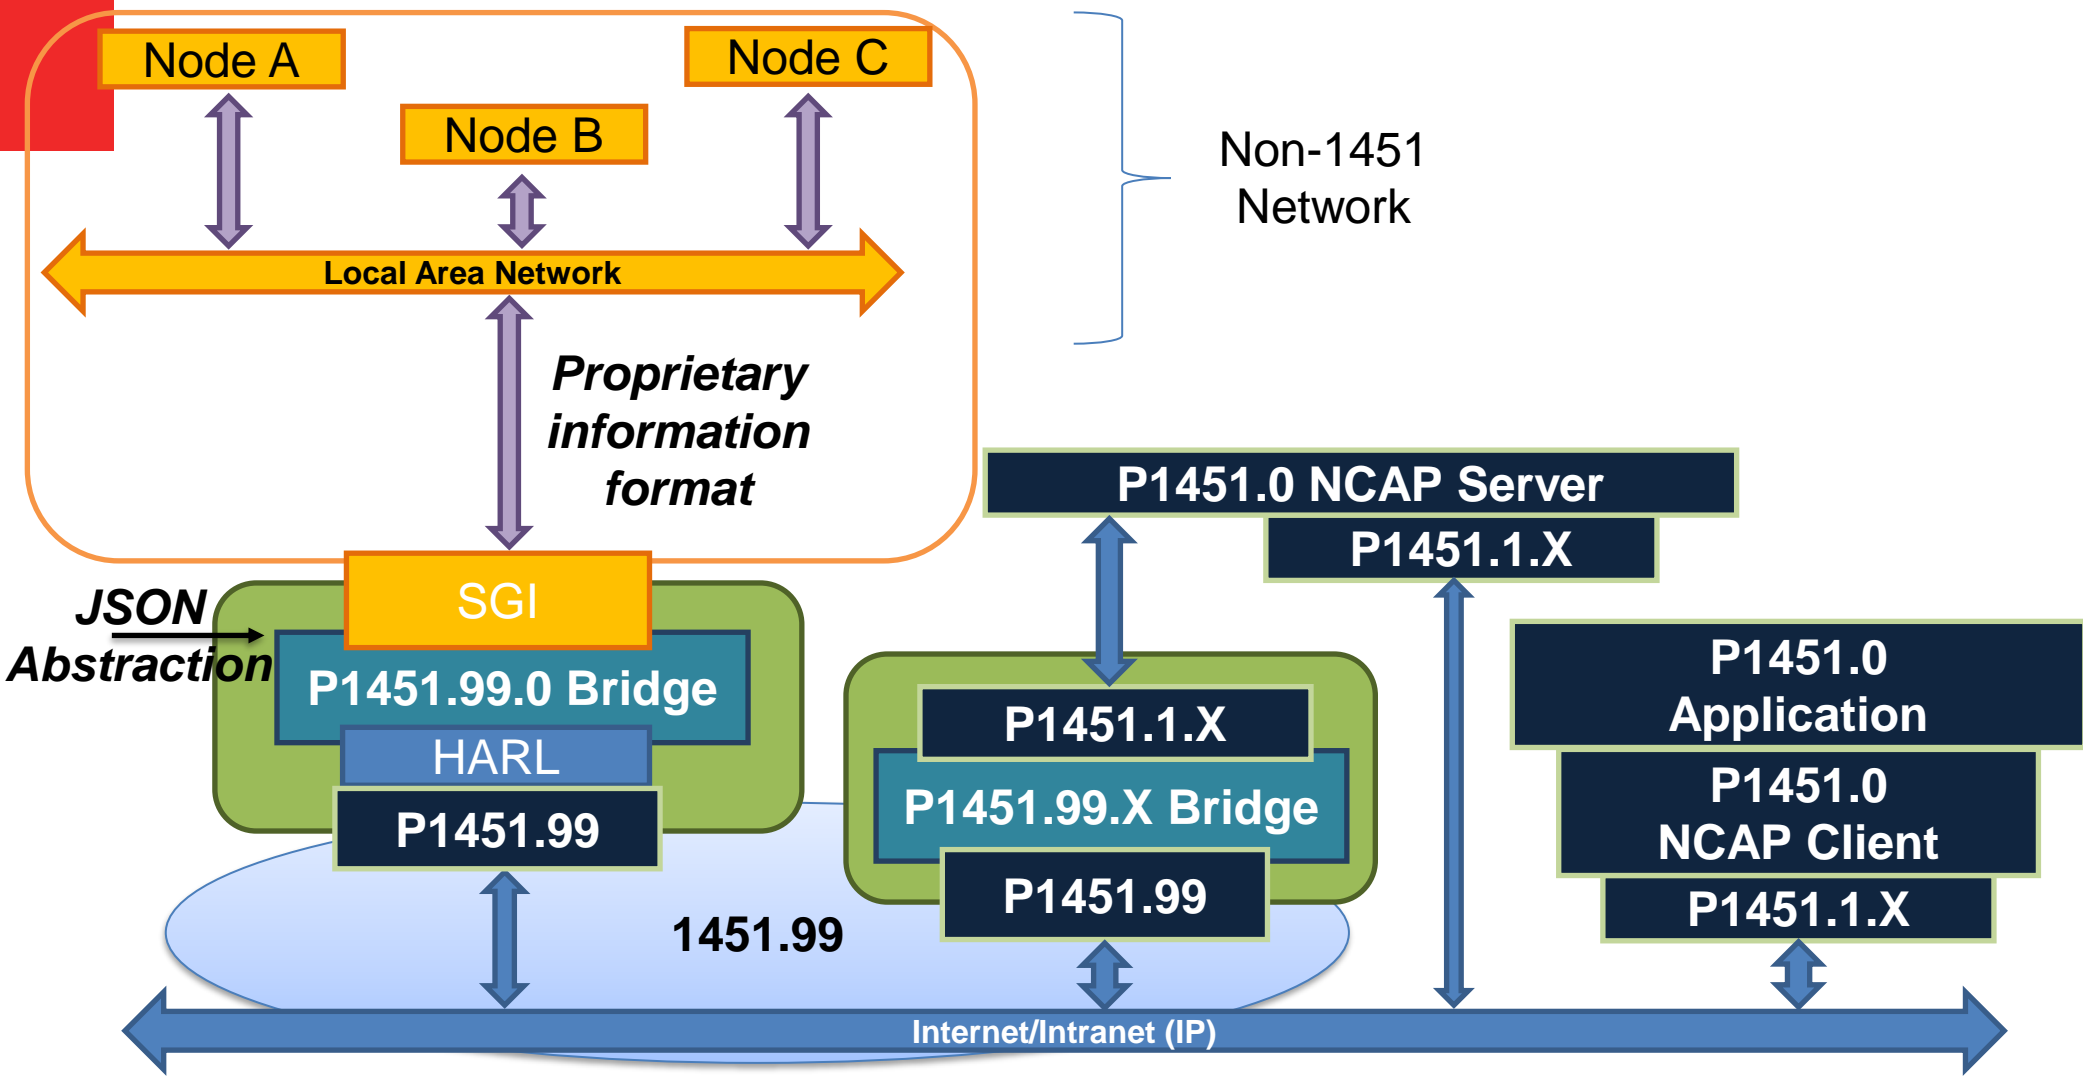 Node A
Node C
Node B
Non-1451
Network
Local Area Network
Proprietary
information
format
P1451.0 NCAP Server
P1451.1.X
SGI
JSON
Abstraction
P1451.99.0 Bridge
HARL
P1451.99
P1451.1.X
P1451.99.X Bridge
P1451.99
P1451.0
Application
P1451.0
NCAP Client
P1451.1.X
1451.99
Internet/Intranet (IP)